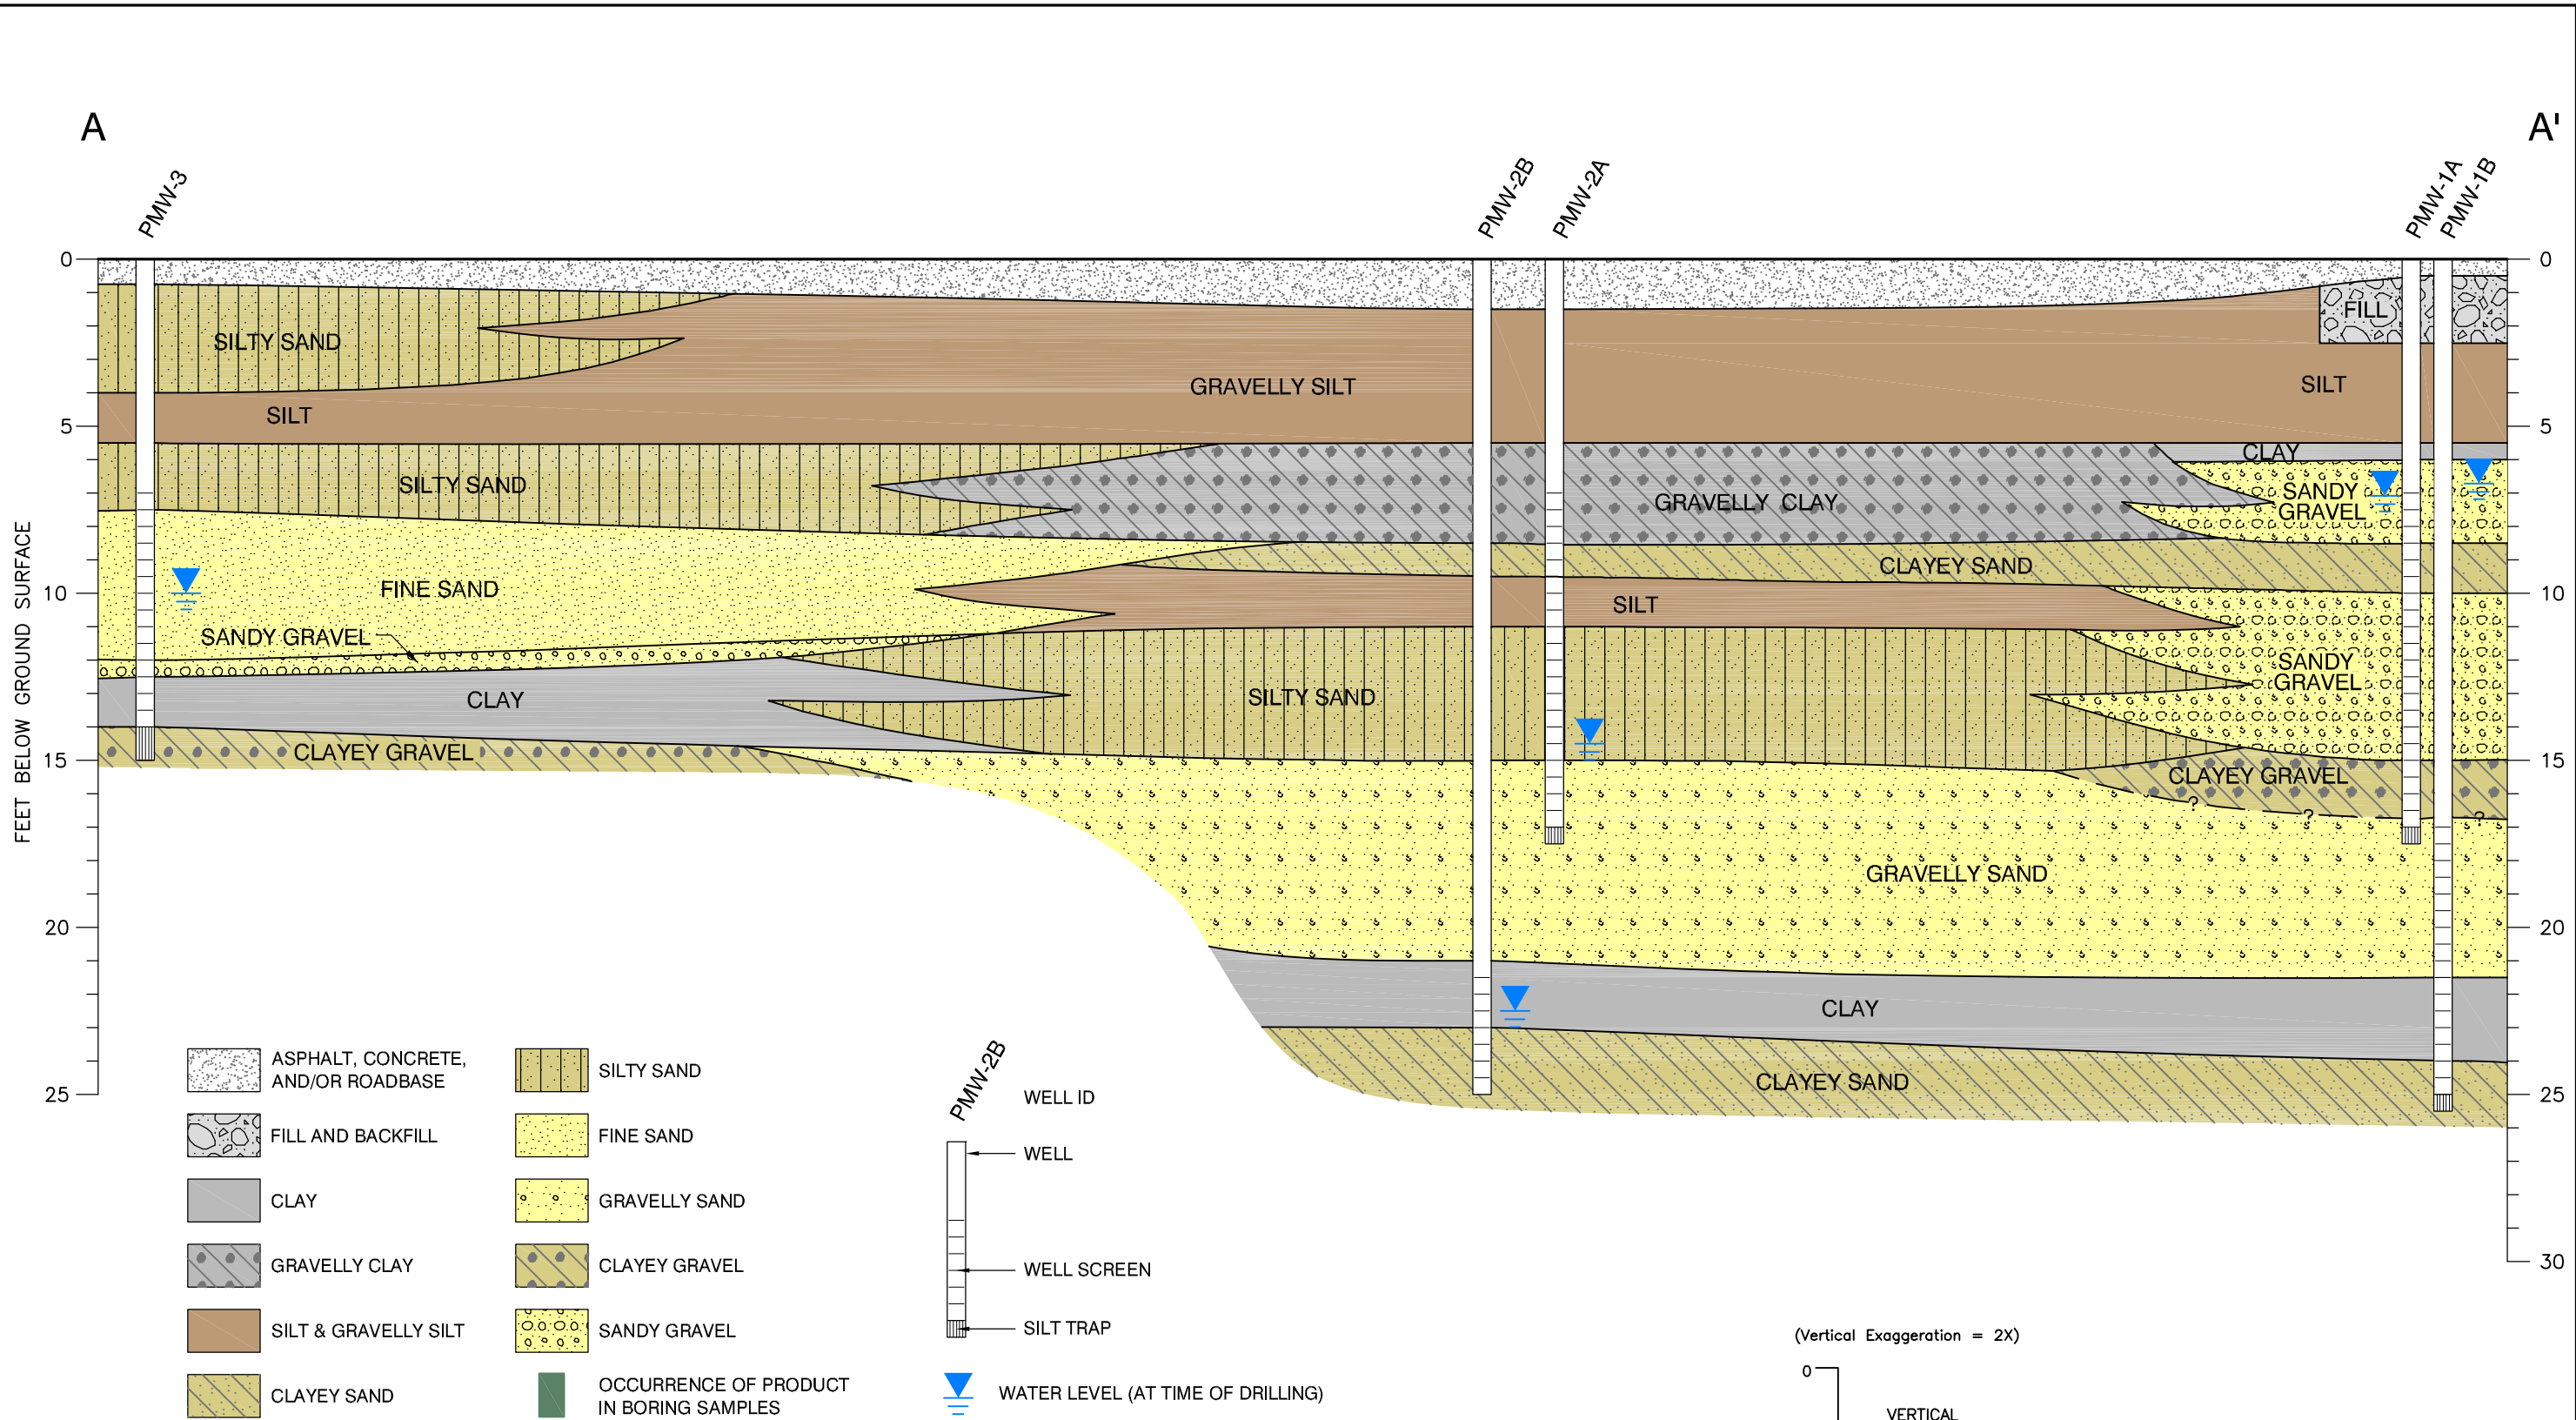 A
A'
PMW-3
PMW-2B
PMW-2A
PMW-1A
PMW-1B
0
0
FILL
SILTY SAND
GRAVELLY SILT
SILT
SILT
5
5
CLAY
SILTY SAND
GRAVELLY CLAY
SANDY
GRAVEL
FEET BELOW GROUND SURFACE
CLAYEY SAND
10
FINE SAND
10
SILT
SANDY GRAVEL
SANDY
GRAVEL
CLAY
SILTY SAND
15
CLAYEY GRAVEL
15
CLAYEY GRAVEL
?
?
?
GRAVELLY SAND
20
20
CLAY
25
CLAYEY SAND
25
30
ASPHALT, CONCRETE,
AND/OR ROADBASE
FILL AND BACKFILL
CLAY
GRAVELLY CLAY
SILT & GRAVELLY SILT
CLAYEY SAND
SILTY SAND
FINE SAND
GRAVELLY SAND
CLAYEY GRAVEL
SANDY GRAVEL
OCCURRENCE OF PRODUCT
IN BORING SAMPLES
PMW-2B
WELL ID
WELL
WELL SCREEN
SILT TRAP
WATER LEVEL (AT TIME OF DRILLING)
(Vertical Exaggeration = 2X)
0
VERTICAL